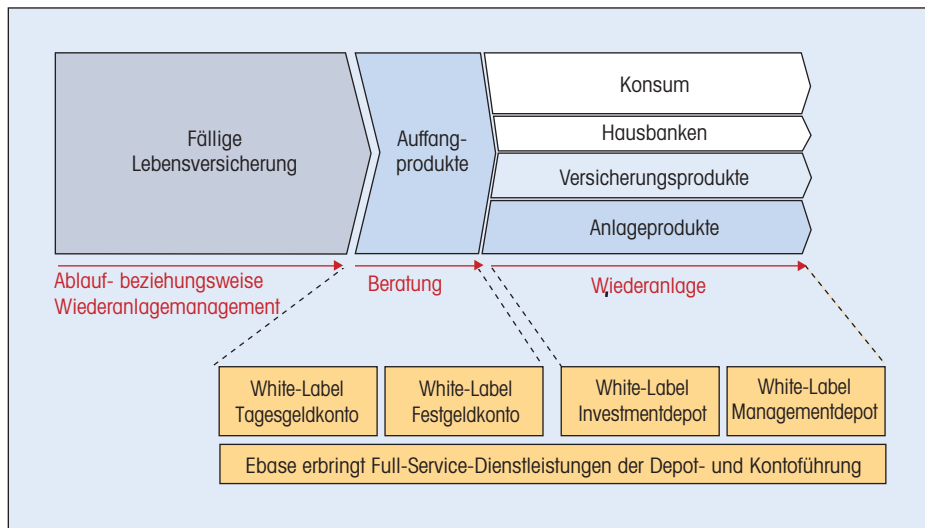 Fällige
Lebensversicherung
Auffang-
produkte
Konsum
Hausbanken
Versicherungsprodukte
Anlageprodukte
Ablauf- beziehungsweise
Wiederanlagemanagement
Beratung
Wiederanlage
White-Label
Tagesgeldkonto
White-Label
Festgeldkonto
White-Label
Investmentdepot
White-Label
Managementdepot
Ebase erbringt Full-Service-Dienstleistungen der Depot- und Kontoführung